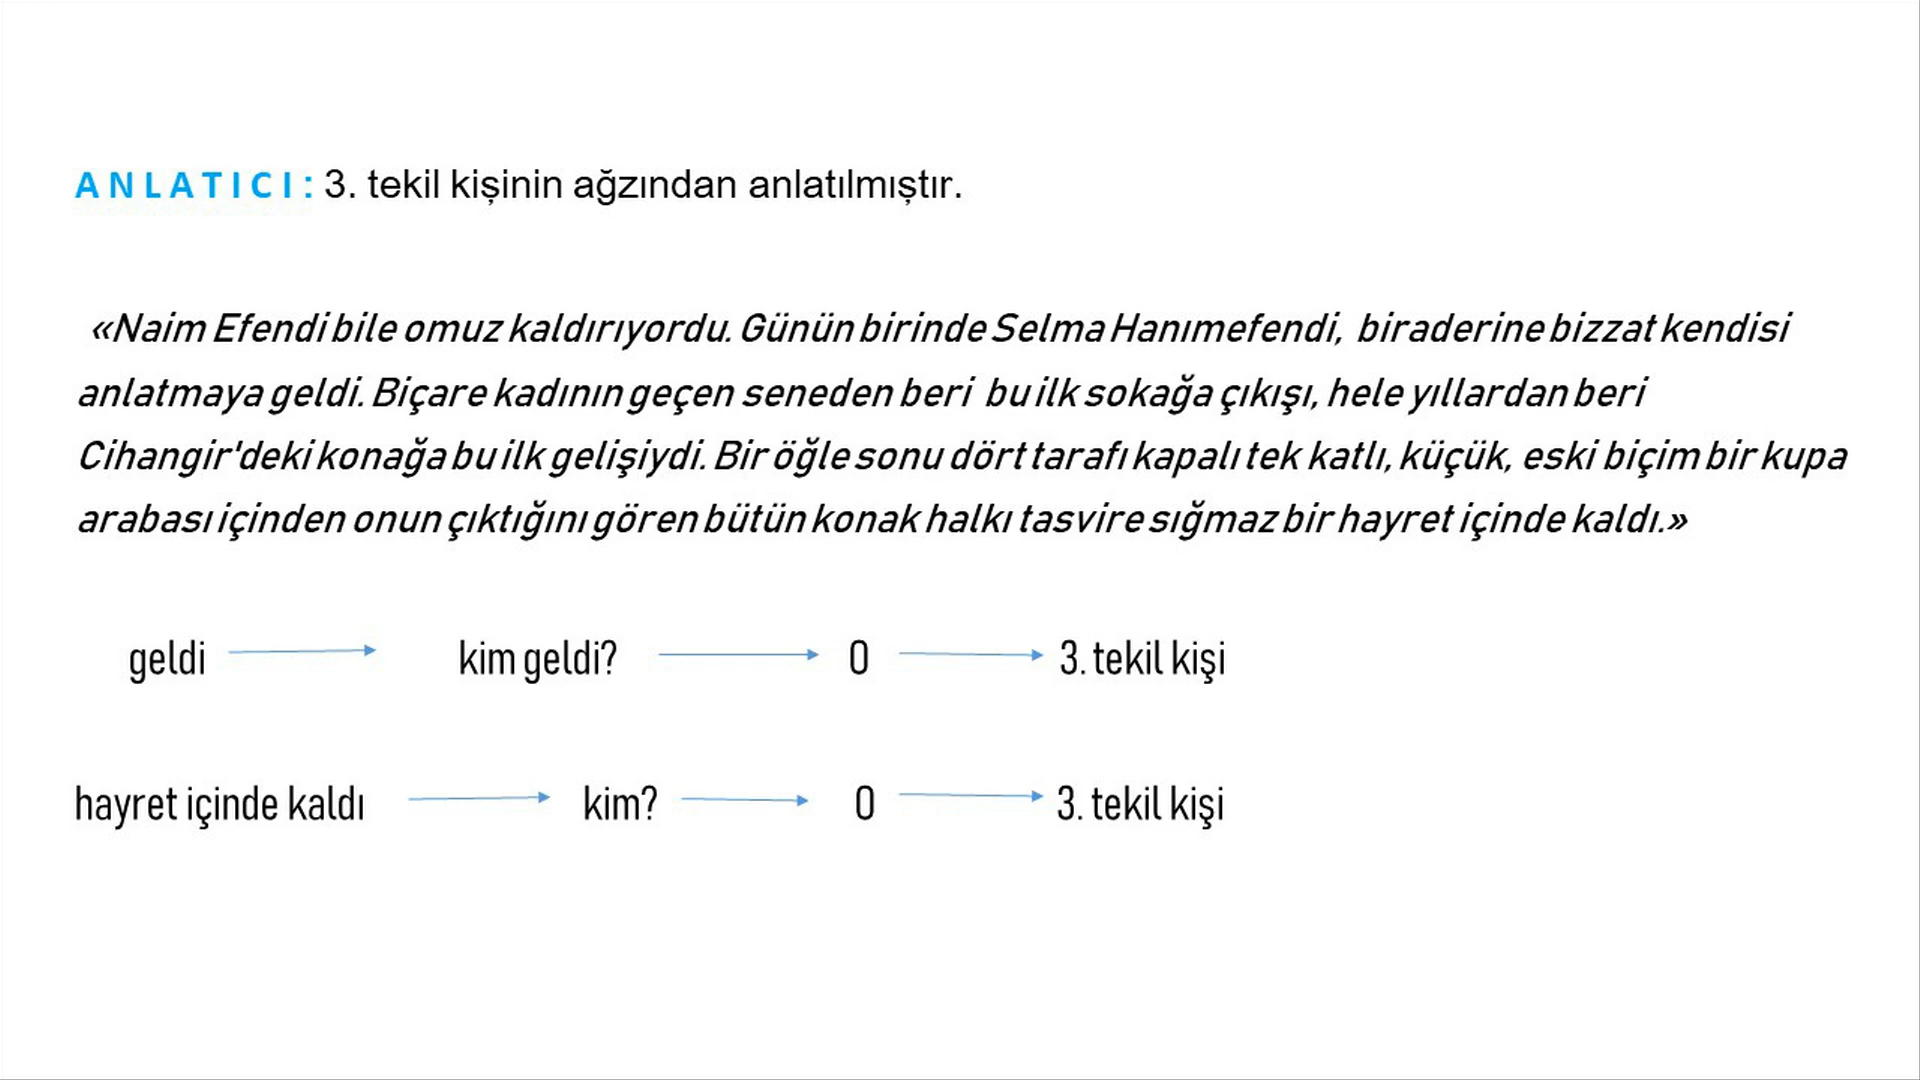 ANLATICI: 3. tekil kişinin ağzından anlatılmıştır.
«Naim Efendi bile omuz kaldırıyordu. Günün birinde Selma Hanımefendi, biraderine bizzat kendisi
anlatmaya geldi. Biçare kadının geçen seneden beri bu ilk sokağa çıkışı, hele yıllardan beri
Cihangir'deki konağa bu ilk gelişiydi. Bir öğle sonu dört tarafı kapalı tek katlı, küçük, eski biçim bir kupa
arabası içinden onun çıktığını gören bütün konak halkı tasvire sığmaz bir hayret içinde kaldı.»
geldi kim geldi? O 3. tekil kişi
hayret içinde kaldı kim? O 3. tekil kişi